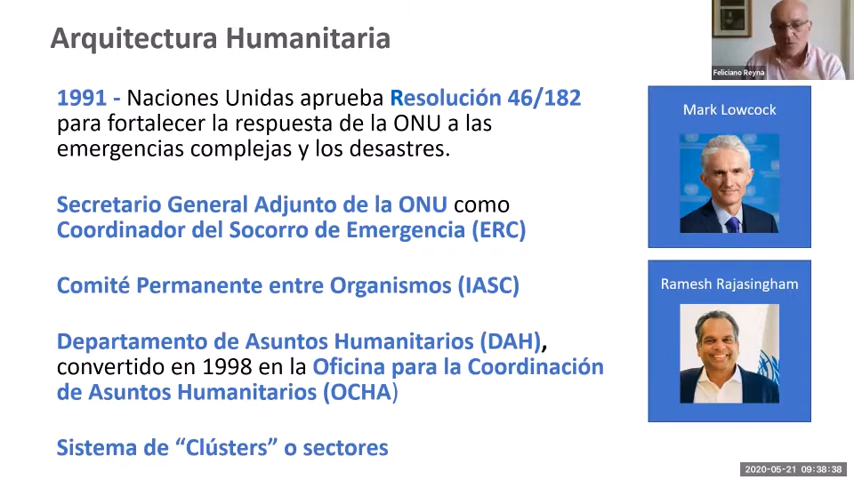 Arquitectura Humanitaria
Feliciano Reyna
1991 - Naciones Unidas aprueba Resolución 46/182
para fortalecer la respuesta de la ONU a las
emergencias complejas y los desastres.
Secretario General Adjunto de la ONU como
Coordinador del Socorro de Emergencia (ERC)
Comité Permanente entre Organismos (IASC)
Departamento de Asuntos Humanitarios (DAH),
convertido en 1998 en la Oficina para la Coordinación
de Asuntos Humanitarios (OCHA)
Sistema de “Clústers” o sectores
Mark Lowcock
Ramesh Rajasingham
2020-05-21 09:38:38